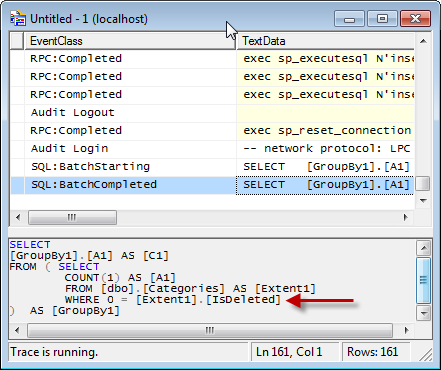 Untitled - 1 (localhost)
EventClass TextData
RPC:Completed exec sp_executesql N'inse
RPC:Completed exec sp_executesql N'inse
RPC:Completed exec sp_executesql N'inse
Audit Logout
RPC:Completed exec sp_reset_connection
Audit Login -- network protocol: LPC
SQL:BatchStarting SELECT [GroupBy1].[A1]
SQL:BatchCompleted SELECT [GroupBy1].[A1]
SELECT
[GroupBy1].[A1] AS [C1]
FROM ( SELECT
COUNT(1) AS [A1]
FROM [dbo].[Categories] AS [Extent1]
WHERE 0 = [Extent1].[IsDeleted]
) AS [GroupBy1]
Trace is running. Ln 161, Col 1 Rows: 161